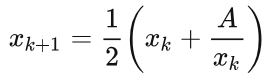 x_{k+1} = \frac{1}{2} \left( x_k + \frac{A}{x_k} \right)